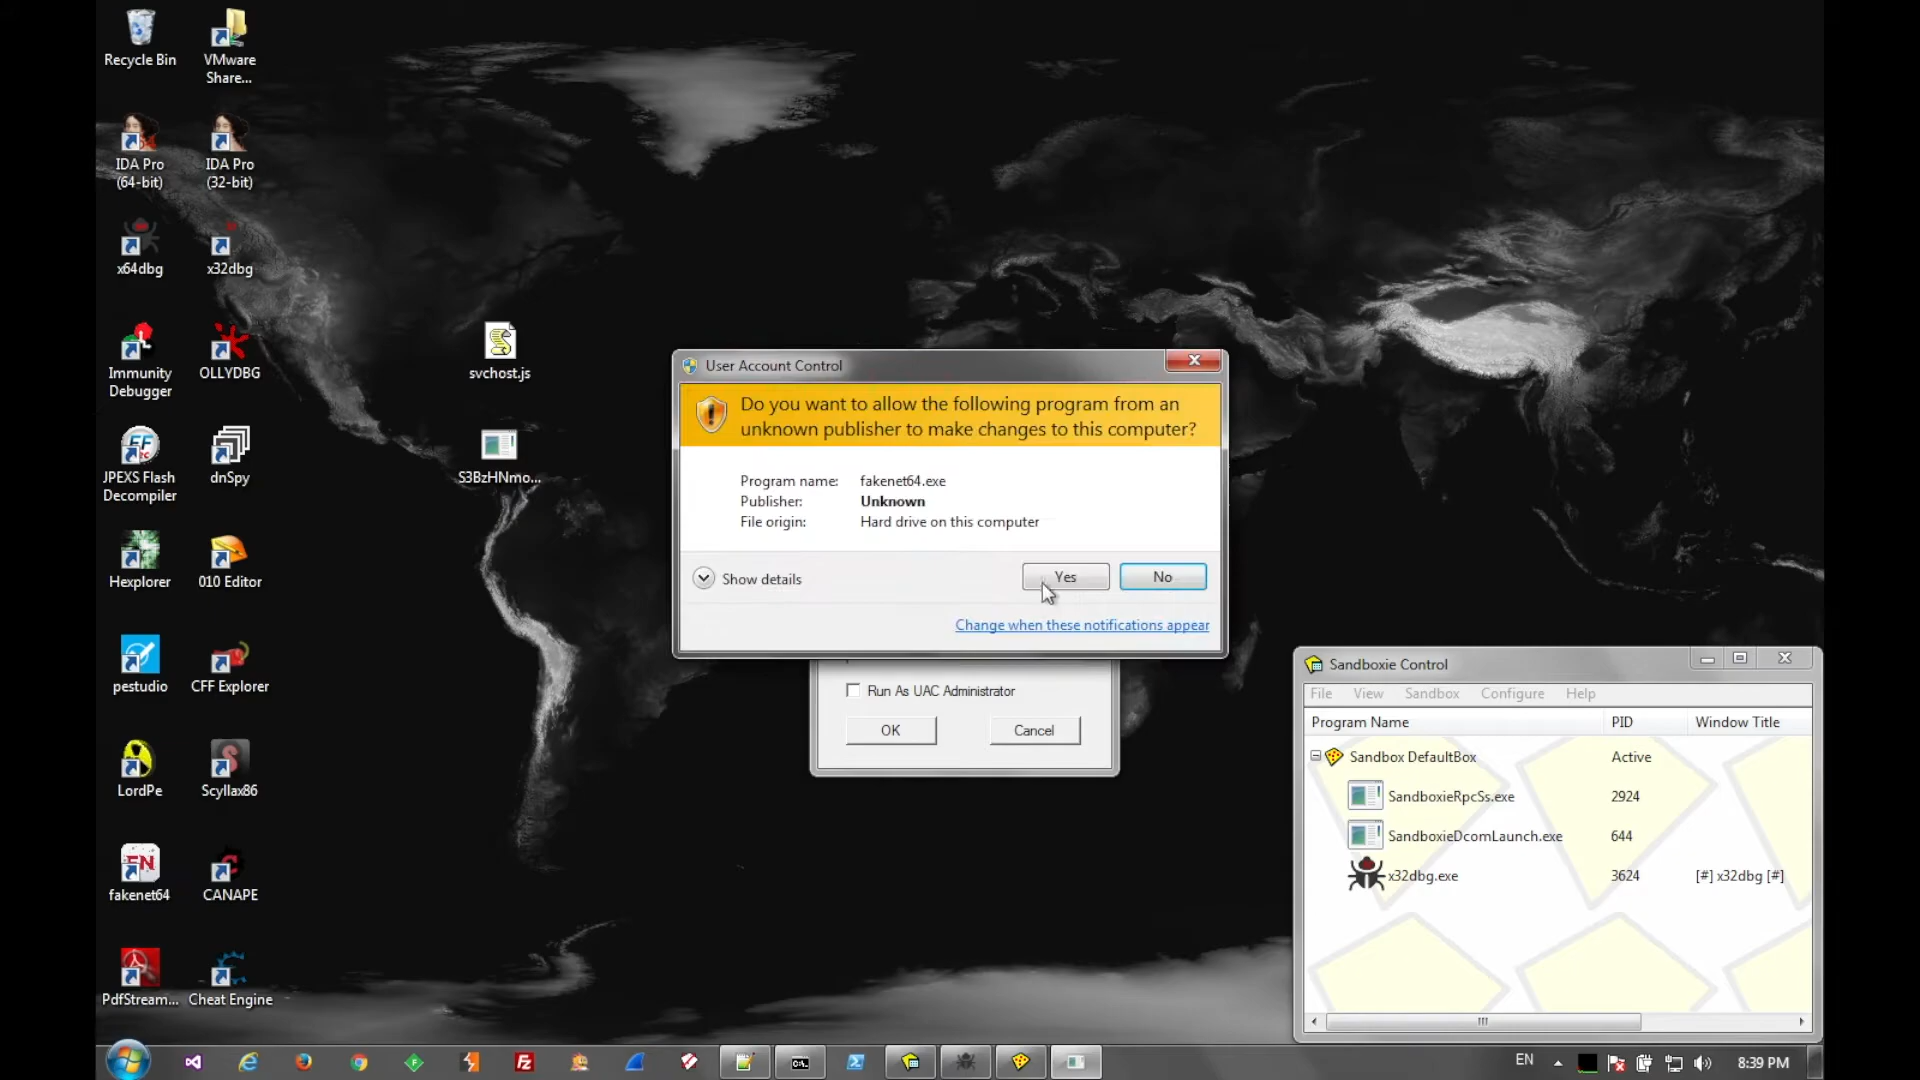 Recycle Bin
VMware
Share...
IDA Pro
(64-bit)
IDA Pro
(32-bit)
x64dbg
x32dbg
Immunity
Debugger
OLLYDBG
JPEXS Flash
Decompiler
dnSpy
Hexplorer
010 Editor
pestudio
CFF Explorer
LordPe
Scyllax86
fakenet64
CANAPE
PdfStream...
Cheat Engine
svchost.js
S3BzHNmo...
User Account Control
Do you want to allow the following program from an
unknown publisher to make changes to this computer?
Program name: fakenet64.exe
Publisher: Unknown
File origin: Hard drive on this computer
Show details
Yes
No
Change when these notifications appear
Run As UAC Administrator
OK
Cancel
Sandboxie Control
File View Sandbox Configure Help
Program Name PID Window Title
Sandbox DefaultBox Active
SandboxieRpcSs.exe 2924
SandboxieDcomLaunch.exe 644
x32dbg.exe 3624 [#] x32dbg [#]
EN
8:39 PM